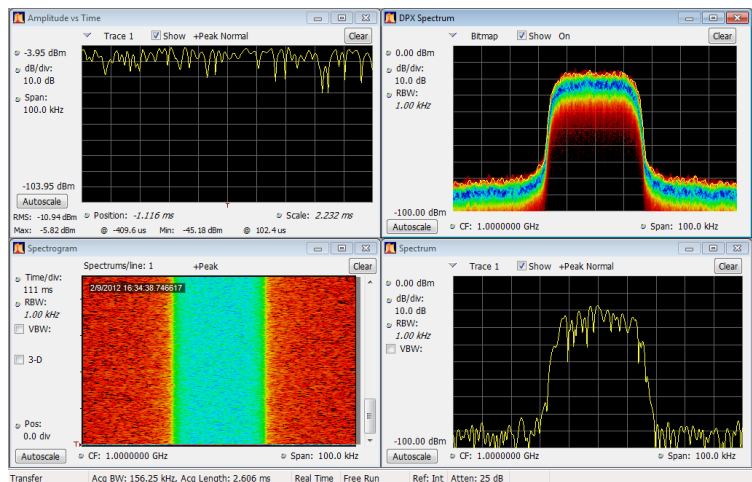 Amplitude vs Time
Trace 1 Show +Peak Normal Clear
-3.95 dBm
dB/div:
10.0 dB
Span:
100.0 kHz
-103.95 dBm
Autoscale
Position: -1.116 ms Scale: 2.232 ms
RMS: -10.94 dBm
Max: -5.82 dBm @ -409.6 us Min: -45.18 dBm @ 102.4 us
DPX Spectrum
Bitmap Show On Clear
0.00 dBm
dB/div:
10.0 dB
RBW:
1.00 kHz
-100.00 dBm
Autoscale CF: 1.0000000 GHz Span: 100.0 kHz
Spectrogram
Spectrums/line: 1 +Peak Clear
Time/div:
111 ms
RBW:
1.00 kHz
VBW:
3-D
Pos:
0.0 div
2/9/2012 16:34:38.746617
T
Autoscale CF: 1.0000000 GHz Span: 100.0 kHz
Spectrum
Trace 1 Show +Peak Normal Clear
0.00 dBm
dB/div:
10.0 dB
RBW:
1.00 kHz
VBW:
-100.00 dBm
Autoscale CF: 1.0000000 GHz Span: 100.0 kHz
Transfer Acq BW: 156.25 kHz, Acq Length: 2.606 ms Real Time Free Run Ref: Int Atten: 25 dB